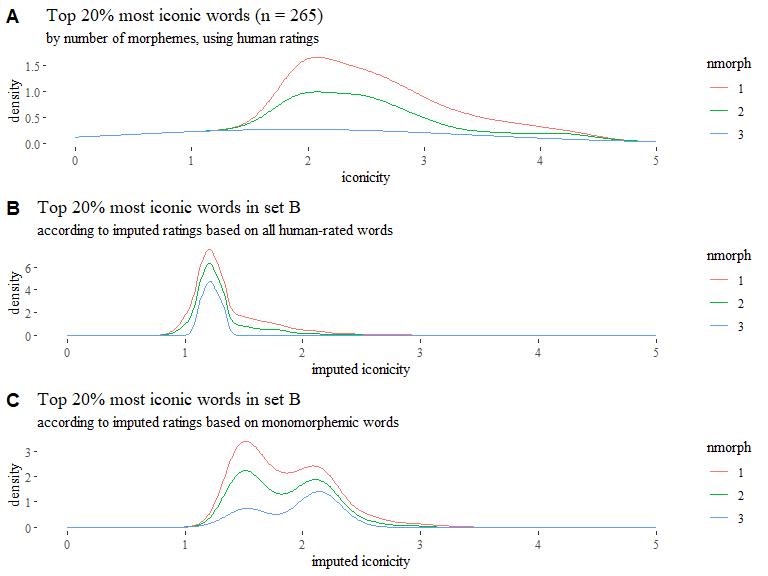 A Top 20% most iconic words (n = 265)
by number of morphemes, using human ratings
1.5
1.0
0.5
0.0
density
0 1 2 3 4 5
iconicity
nmorph
1
2
3
B Top 20% most iconic words in set B
according to imputed ratings based on all human-rated words
6
4
2
0
density
0 1 2 3 4 5
imputed iconicity
nmorph
1
2
3
C Top 20% most iconic words in set B
according to imputed ratings based on monomorphemic words
3
2
1
0
density
0 1 2 3 4 5
imputed iconicity
nmorph
1
2
3